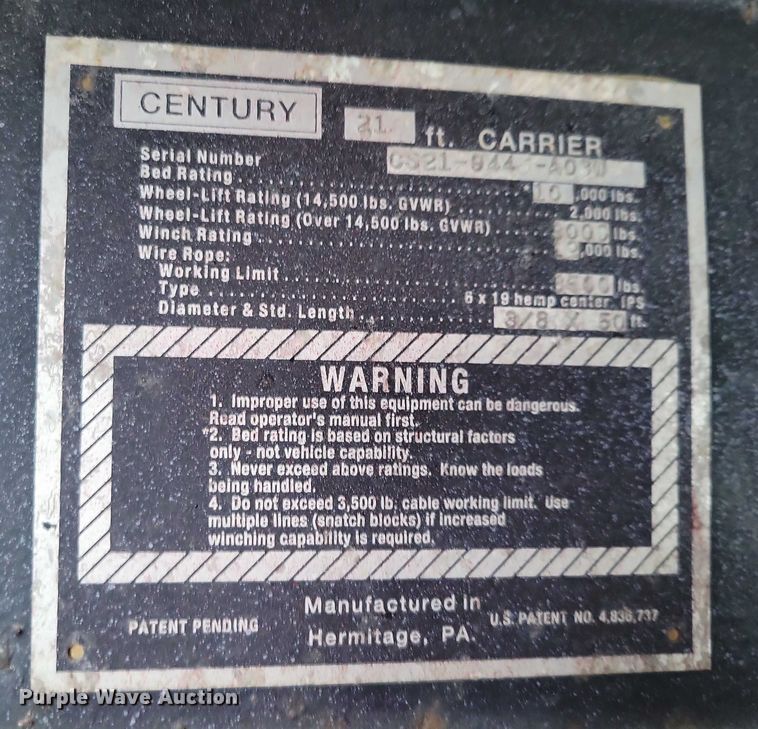 CENTURY 21 ft. CARRIER
Serial Number
Bed Rating *10,000 lbs.
Wheel-Lift Rating (14,500 lbs. GVWR) 2,000 lbs.
Wheel-Lift Rating (Over 14,500 lbs. GVWR) lbs.
Winch Rating ,000 lbs.
Wire Rope:
Working Limit lbs.
Type 6 x 19 hemp center IPS
Diameter & Std. Length 3/8 X 50 ft.
WARNING
1. Improper use of this equipment can be dangerous.
Read operator's manual first.
*2. Bed rating is based on structural factors
only - not vehicle capability.
3. Never exceed above ratings. Know the loads
being handled.
4. Do not exceed 3,500 lb. cable working limit. Use
multiple lines (snatch blocks) if increased
winching capability is required.
PATENT PENDING
Manufactured in
Hermitage, PA
U.S. PATENT NO. 4,836,737
Purple Wave Auction